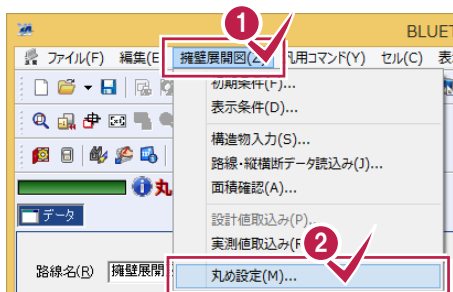 1
BLUET
ファイル(F) 編集(E 擁壁展開図(Z) 凡用コマンド(Y) セル(C) 表
初期条件(F)...
表示条件(D)...
構造物入力(S)...
路線・縦横断データ読込み(J)...
面積確認(A)...
丸
データ
設計値取込み(P)...
実測値取込み(R
2
路線名(R) 擁壁展開
丸め設定(M)...